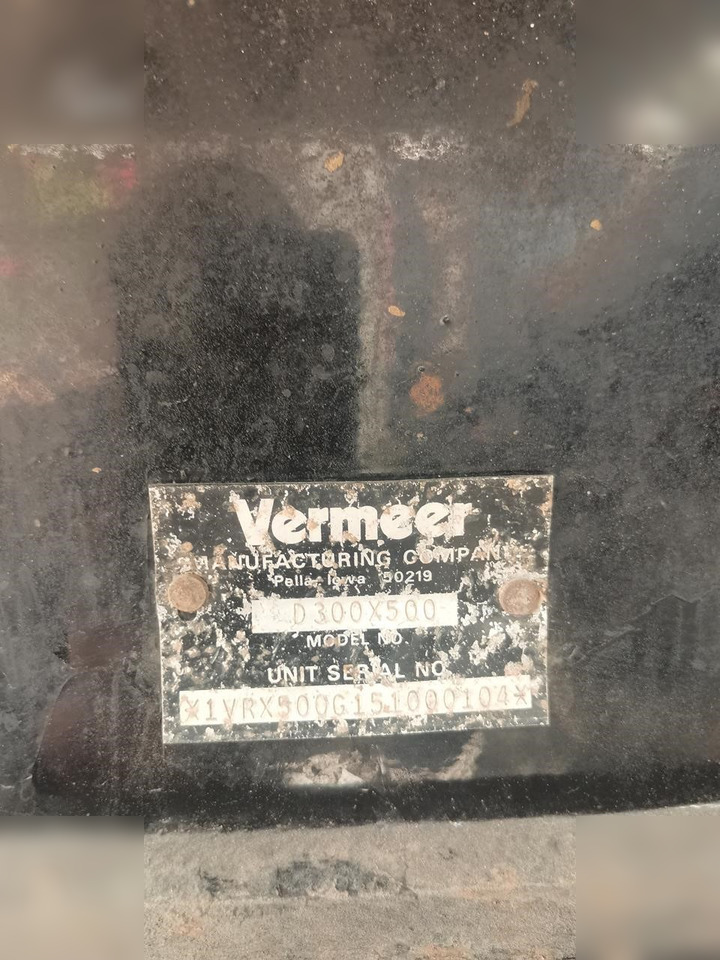 Vermeer
MANUFACTURING COMPANY
Pella, Iowa 50219
D300X500
MODEL NO.
UNIT SERIAL NO.
*1VRX500G151000104*